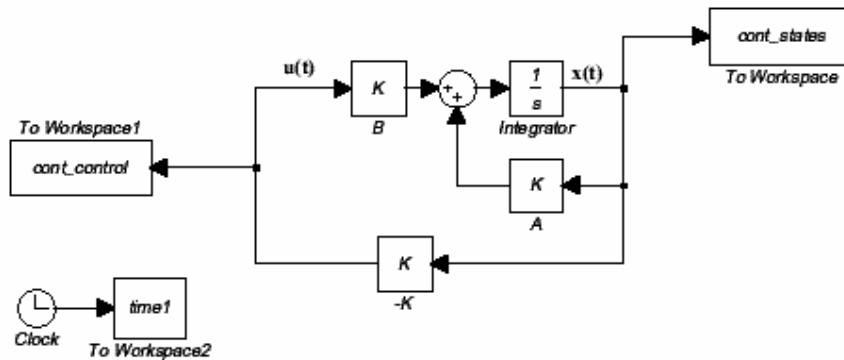 cont_states
To Workspace
u(t)
K
B
+
+
1
s
Integrator
x(t)
To Workspace1
cont_control
K
A
K
-K
Clock
time1
To Workspace2